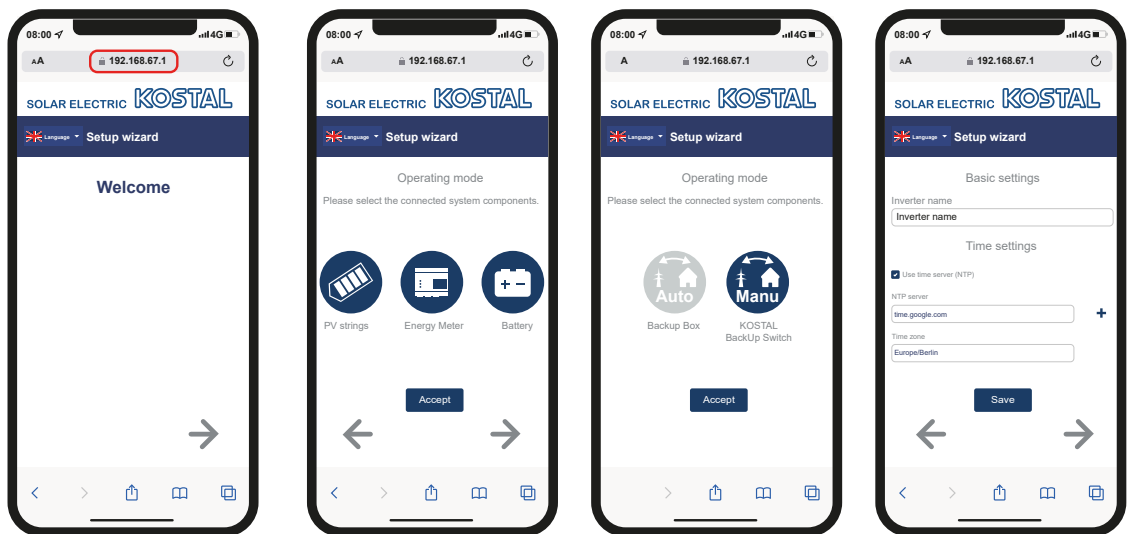 08:00
4G
AA
192.168.67.1
SOLAR ELECTRIC KOSTAL
Language
Setup wizard
Welcome
08:00
4G
AA
192.168.67.1
SOLAR ELECTRIC KOSTAL
Language
Setup wizard
Operating mode
Please select the connected system components.
PV strings
Energy Meter
+ -
Battery
Accept
08:00
4G
A
192.168.67.1
SOLAR ELECTRIC KOSTAL
Language
Setup wizard
Operating mode
Please select the connected system components.
Auto
Backup Box
Manu
KOSTAL
BackUp Switch
Accept
08:00
4G
AA
192.168.67.1
SOLAR ELECTRIC KOSTAL
Language
Setup wizard
Basic settings
Inverter name
Inverter name
Time settings
Use time server (NTP)
NTP server
time.google.com
+
Time zone
Europe/Berlin
Save